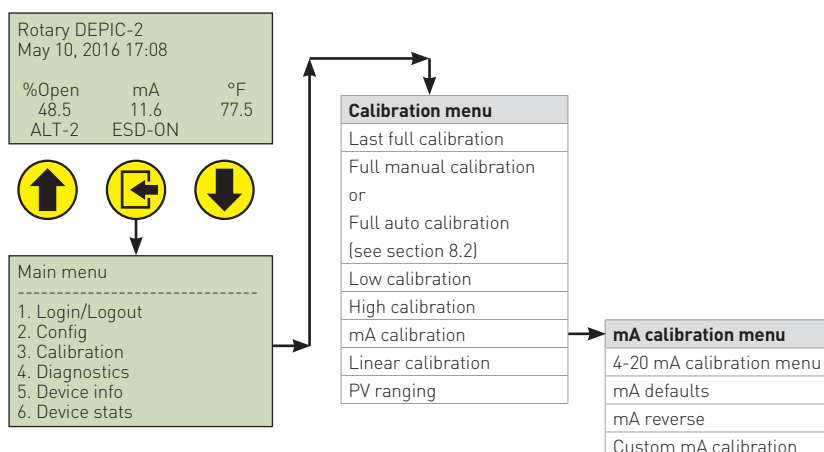 Rotary DEPIC-2
May 10, 2016 17:08
%Open mA °F
48.5 11.6 77.5
ALT-2 ESD-ON
Main menu
------------------------------
1. Login/Logout
2. Config
3. Calibration
4. Diagnostics
5. Device info
6. Device stats
Calibration menu
Last full calibration
Full manual calibration
or
Full auto calibration
(see section 8.2)
Low calibration
High calibration
mA calibration
Linear calibration
PV ranging
mA calibration menu
4-20 mA calibration menu
mA defaults
mA reverse
Custom mA calibration